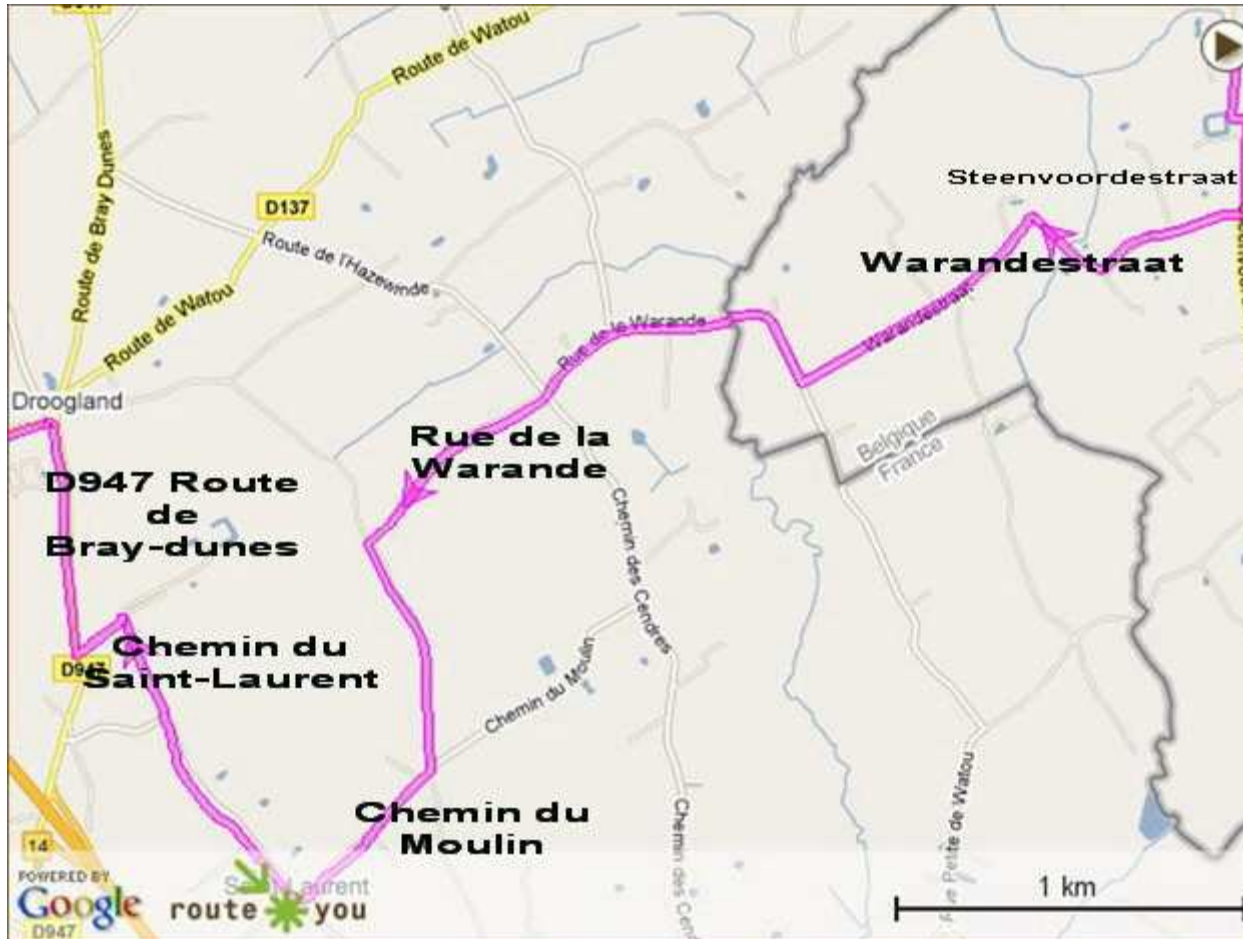 Route de Watou
Route de Bray Dunes
D137
Steenvoordestraat
Route de l'Hazewinde
Warandestraat
Route de Watou
Rue de la Warande
Warandestraat
Droogland
Belgique
France
Rue de la
Warande
D947 Route
de
Bray-dunes
Chemin des Cendres
Chemin du
Saint-Laurent
D947
Chemin du Moulin
Chemin du
Moulin
Petite de Watou
14
Chemin des
POWERED BY
Google
route you
1 km
D947